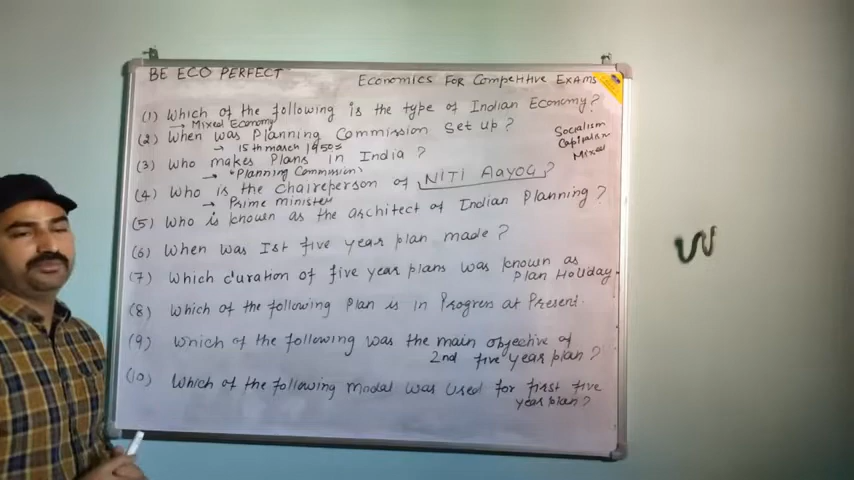 BE ECO PERFECT
Economics For Compettive Exams
(1) Which of the following is the type of Indian Economy?
→ Mixed Economy
(2) When was Planning Commission set up?
→ 15th march 1950s
Socialism
Capitalism
Mixed
(3) Who makes Plans in India?
→ "Planning Commission)
(4) Who is the Chaireperson of NITI Aayog?
→ Prime minister
(5) Who is known as the architect of Indian Planning?
(6) When was Ist five year plan made?
(7) Which duration of five year plans was known as
Plan Holiday
(8) Which of the following Plan is in Progress at Present.
(9) Which of the following was the main objective of
2nd five year plan?
(10) Which of the following modal was used for first five
year plan?